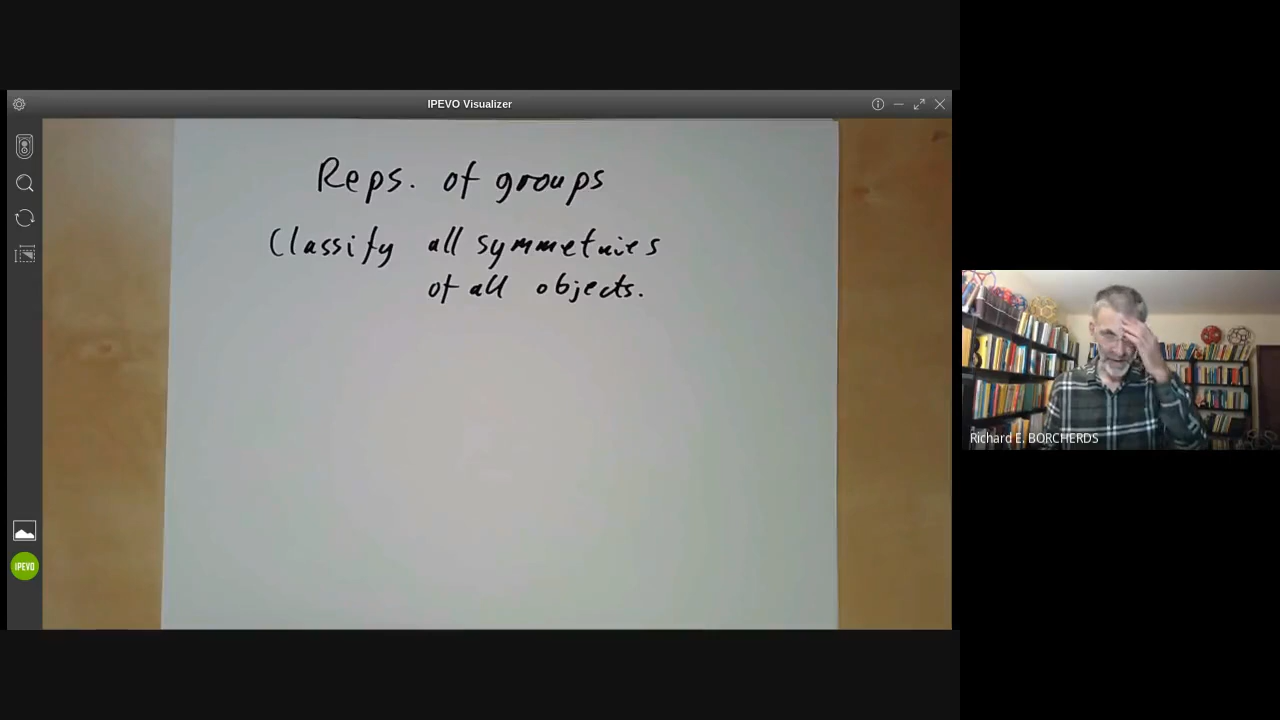 IPEVO Visualizer
Reps. of groups
Classify all symmetries
of all objects.
iPEVO
Richard E. BORCHERDS